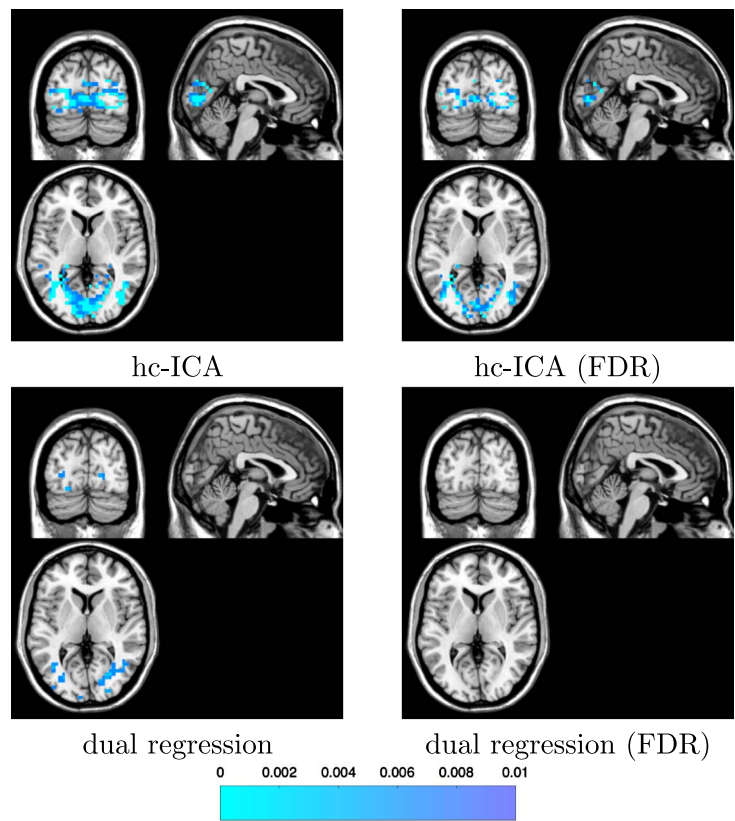 hc-ICA
hc-ICA (FDR)
dual regression
dual regression (FDR)
0 0.002 0.004 0.006 0.008 0.01